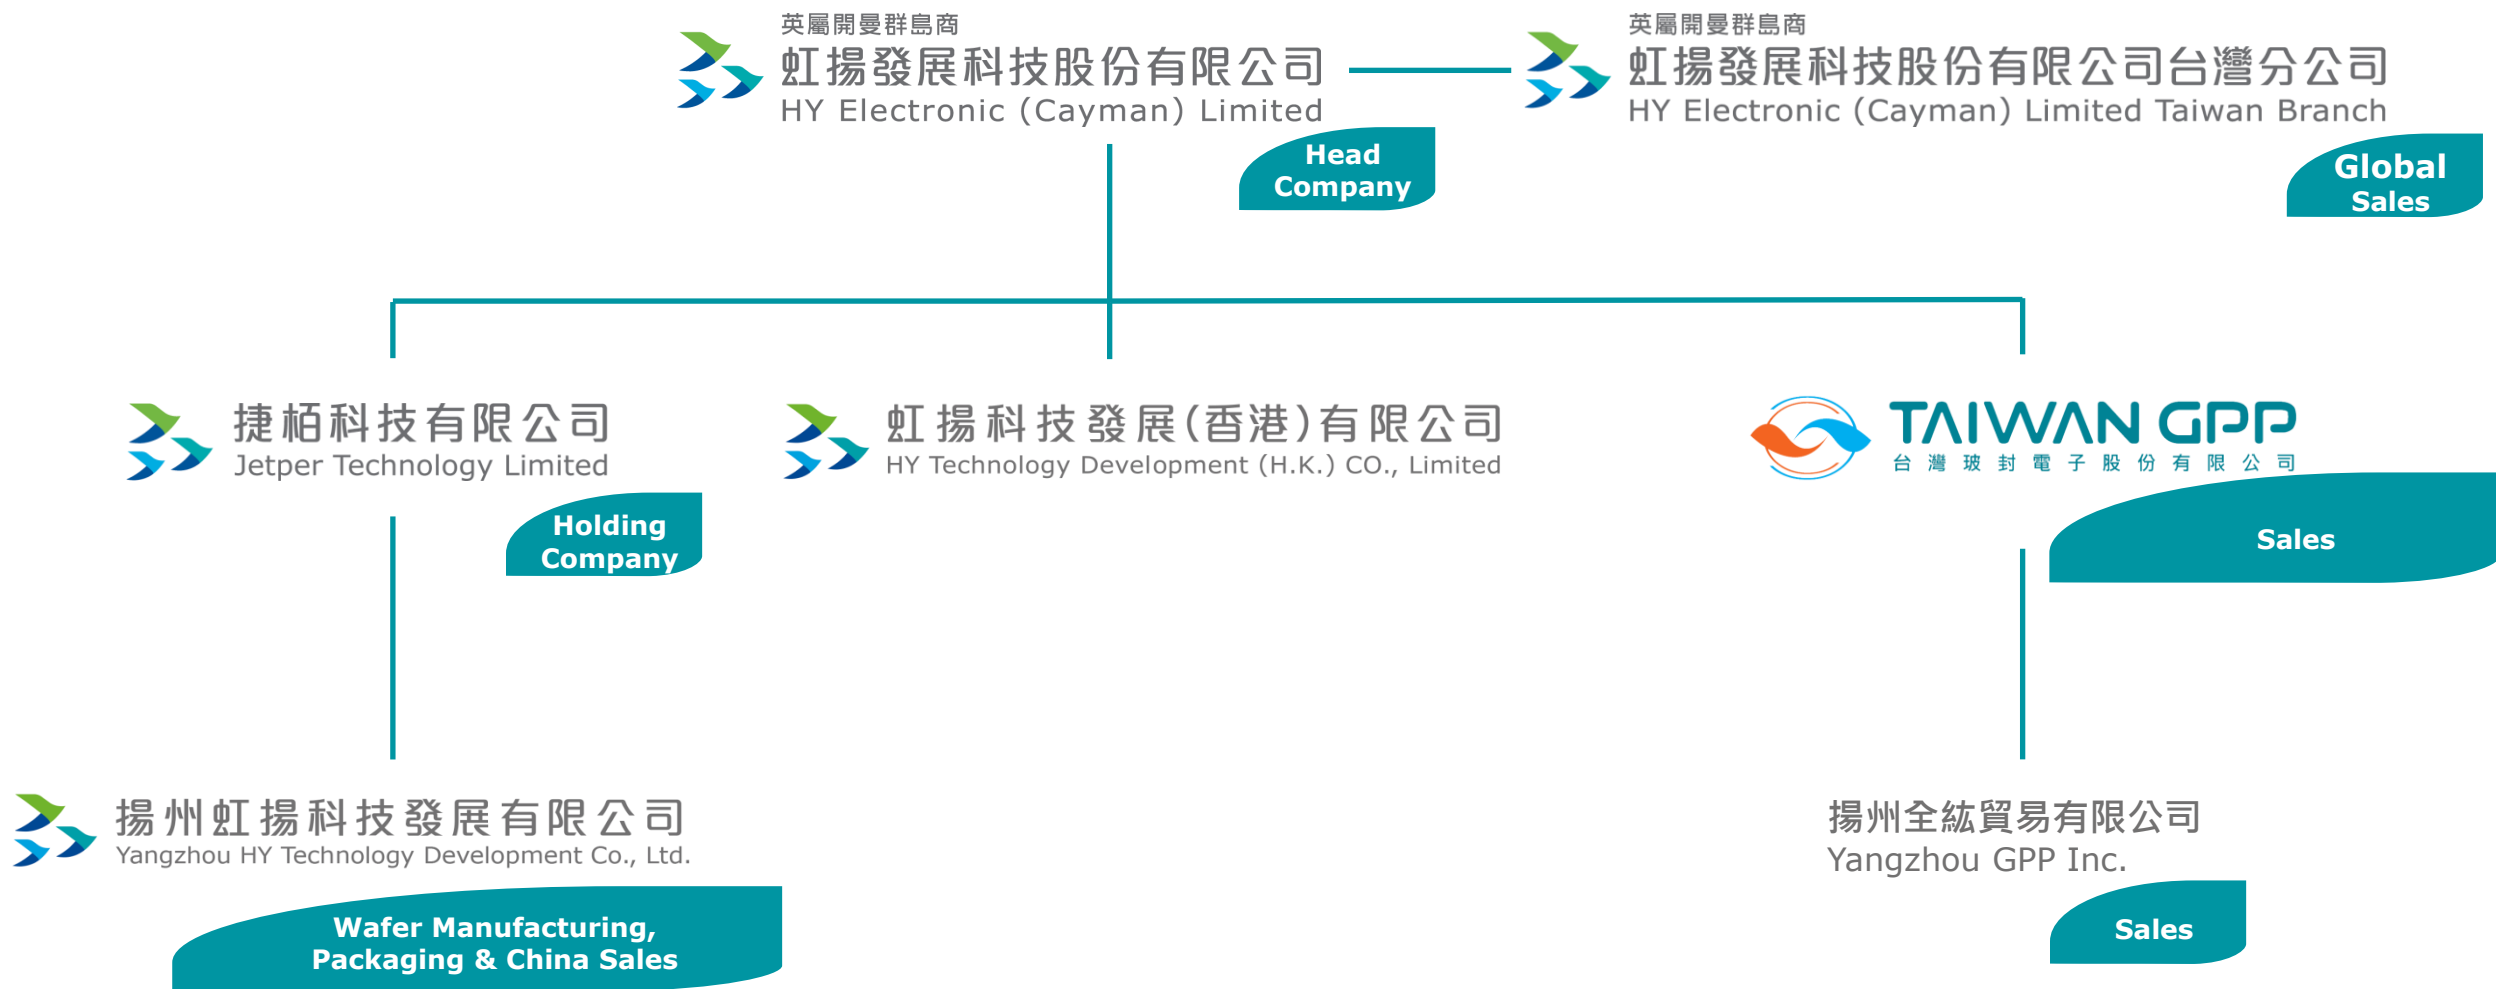 英屬開曼群島商
虹揚發展科技股份有限公司
HY Electronic (Cayman) Limited
Head
Company
英屬開曼群島商
虹揚發展科技股份有限公司台灣分公司
HY Electronic (Cayman) Limited Taiwan Branch
Global
Sales
捷栢科技有限公司
Jetper Technology Limited
Holding
Company
虹揚科技發展(香港)有限公司
HY Technology Development (H.K.) CO., Limited
TAIWAN GPP
台灣玻封電子股份有限公司
Sales
揚州虹揚科技發展有限公司
Yangzhou HY Technology Development Co., Ltd.
Wafer Manufacturing,
Packaging & China Sales
揚州全紘貿易有限公司
Yangzhou GPP Inc.
Sales